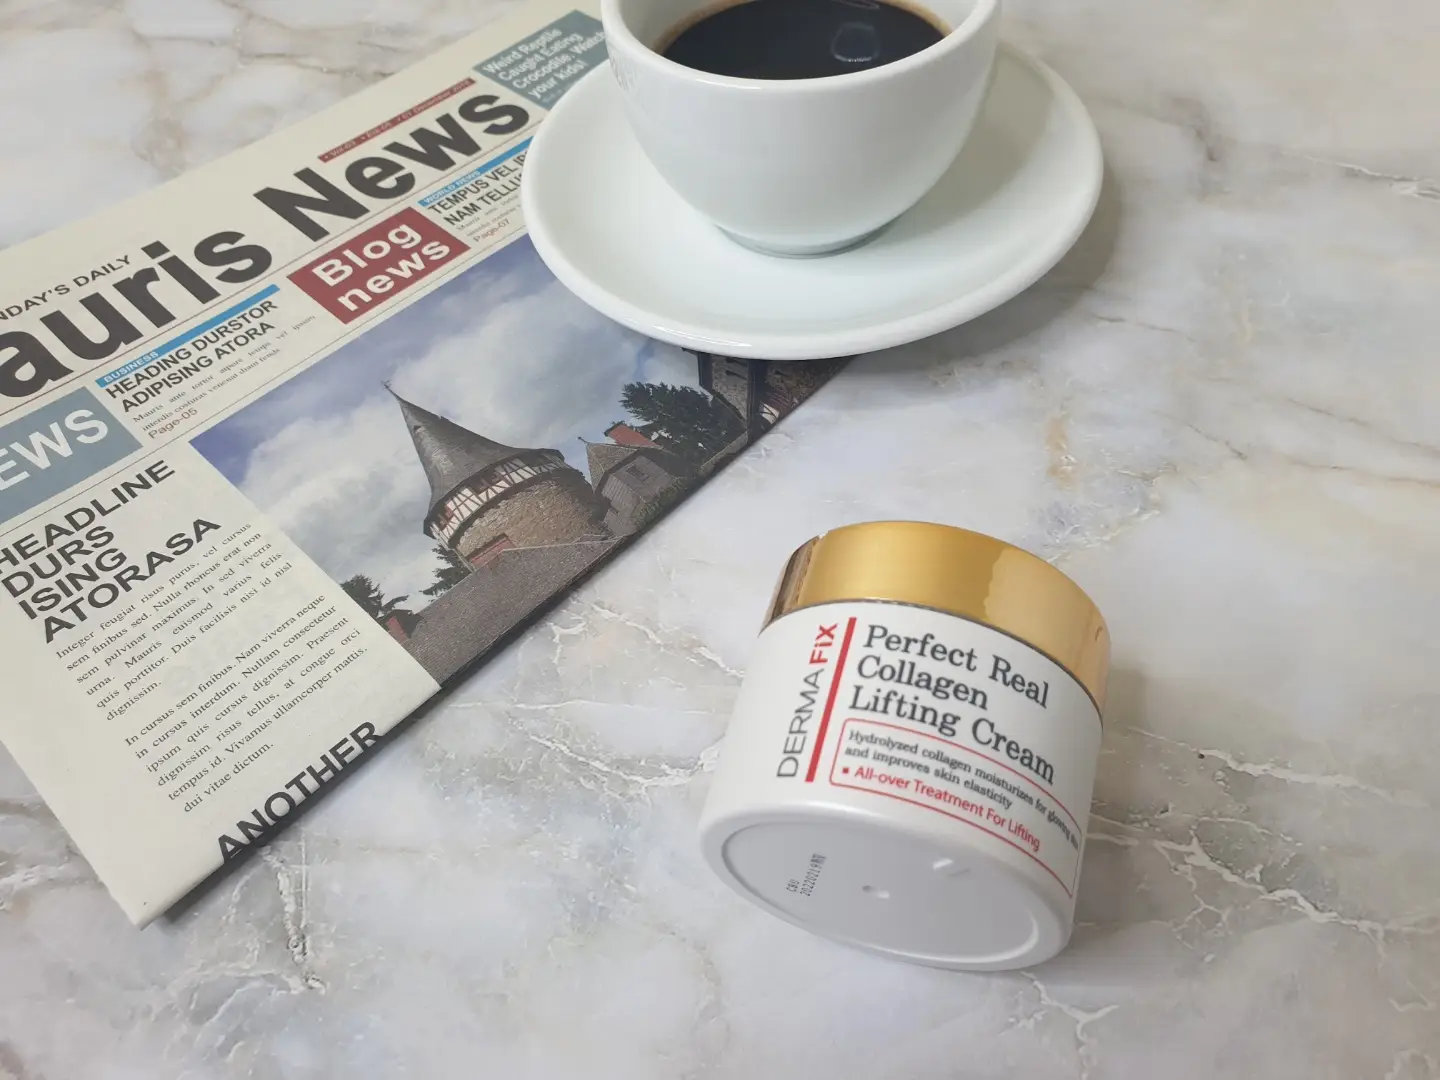 Weird Reptile
Caught Eating
Crocodile, Watch
your kids!
NDAY'S DAILY
auris News
Blog
news
WORLD NEWS
TEMPUS VEL
NAM
Page-07
BUSINESS
HEADING DURSTOR
ADIPISING ATORA
Mauris ante tortor
Page-05
EWS
HEADLINE
DURS
ISING
ATORASA
Integer feugiat risus purus, vel cursus
sem finibus sed. Nulla rhoncus erat non
sem pulvinar maximus. In sed viverra
urna. Mauris euismod varius felis
quis porttitor. Duis facilisis nisi id nisl
dignissim.
In cursus sem finibus. Nam viverra neque
in cursus interdum. Nullam consectetur
ipsum quis cursus dignissim. Praesent
dignissim risus tellus, at congue orci
tempus id. Vivamus ullamcorper mattis.
dui vitae dictum.
ANOTHER
DERMAFiX
Perfect Real
Collagen
Lifting Cream
Hydrolyzed collagen moisturizes for glowing
and improves skin elasticity
▪ All-over Treatment For Lifting